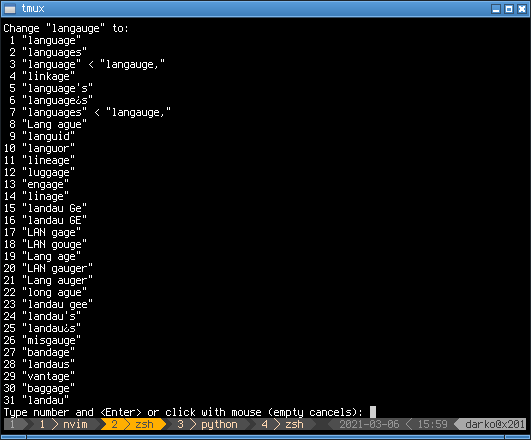 tmux
Change "langauge" to:
1 "language"
2 "languages"
3 "language" < "langauge,"
4 "linkage"
5 "language's"
6 "language¿s"
7 "languages" < "langauge,"
8 "Lang ague"
9 "languid"
10 "languor"
11 "lineage"
12 "luggage"
13 "engage"
14 "linage"
15 "landau Ge"
16 "landau GE"
17 "LAN gage"
18 "LAN gouge"
19 "Lang age"
20 "LAN gauger"
21 "Lang auger"
22 "long ague"
23 "landau gee"
24 "landau's"
25 "landau¿s"
26 "misgauge"
27 "bandage"
28 "landaus"
29 "vantage"
30 "baggage"
31 "landau"
Type number and <Enter> or click with mouse (empty cancels):
1 1 nvim 2 zsh 3 python 4 zsh 2021-03-06 15:59 darko@x201